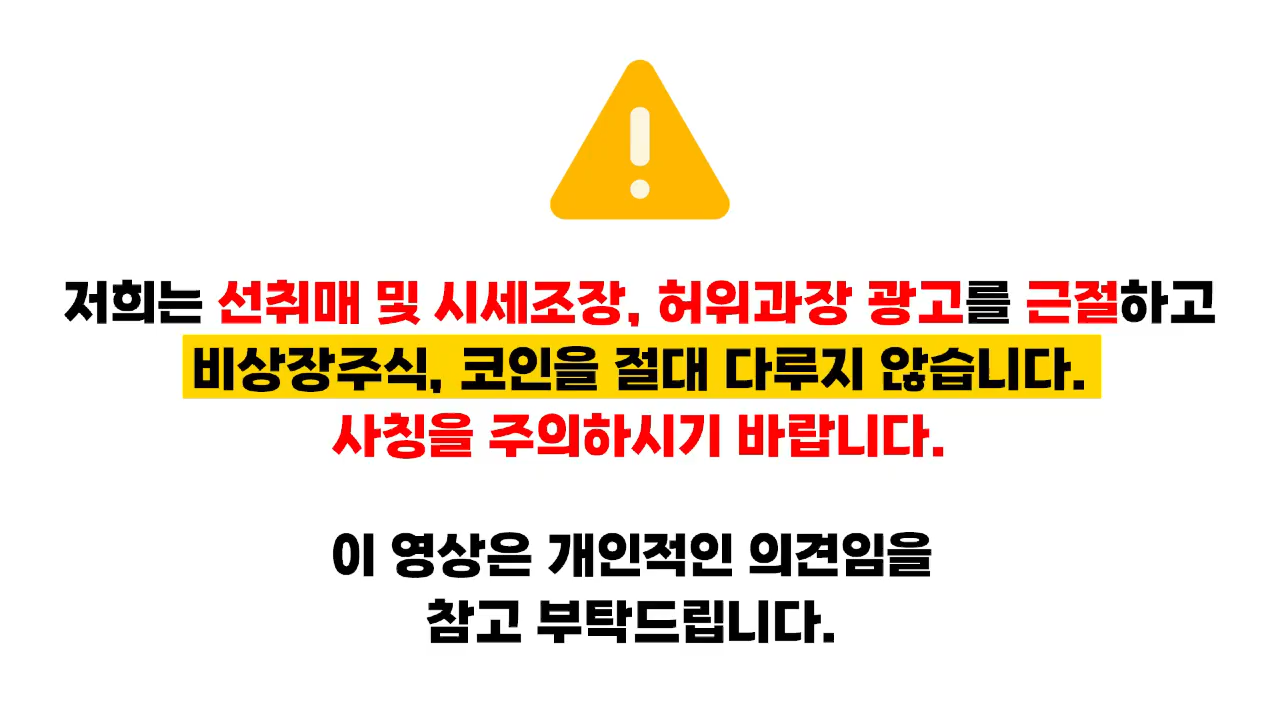 저희는 선취매 및 시세조장, 허위과장 광고를 근절하고
비상장주식, 코인을 절대 다루지 않습니다.
사칭을 주의하시기 바랍니다.
이 영상은 개인적인 의견임을
참고 부탁드립니다.